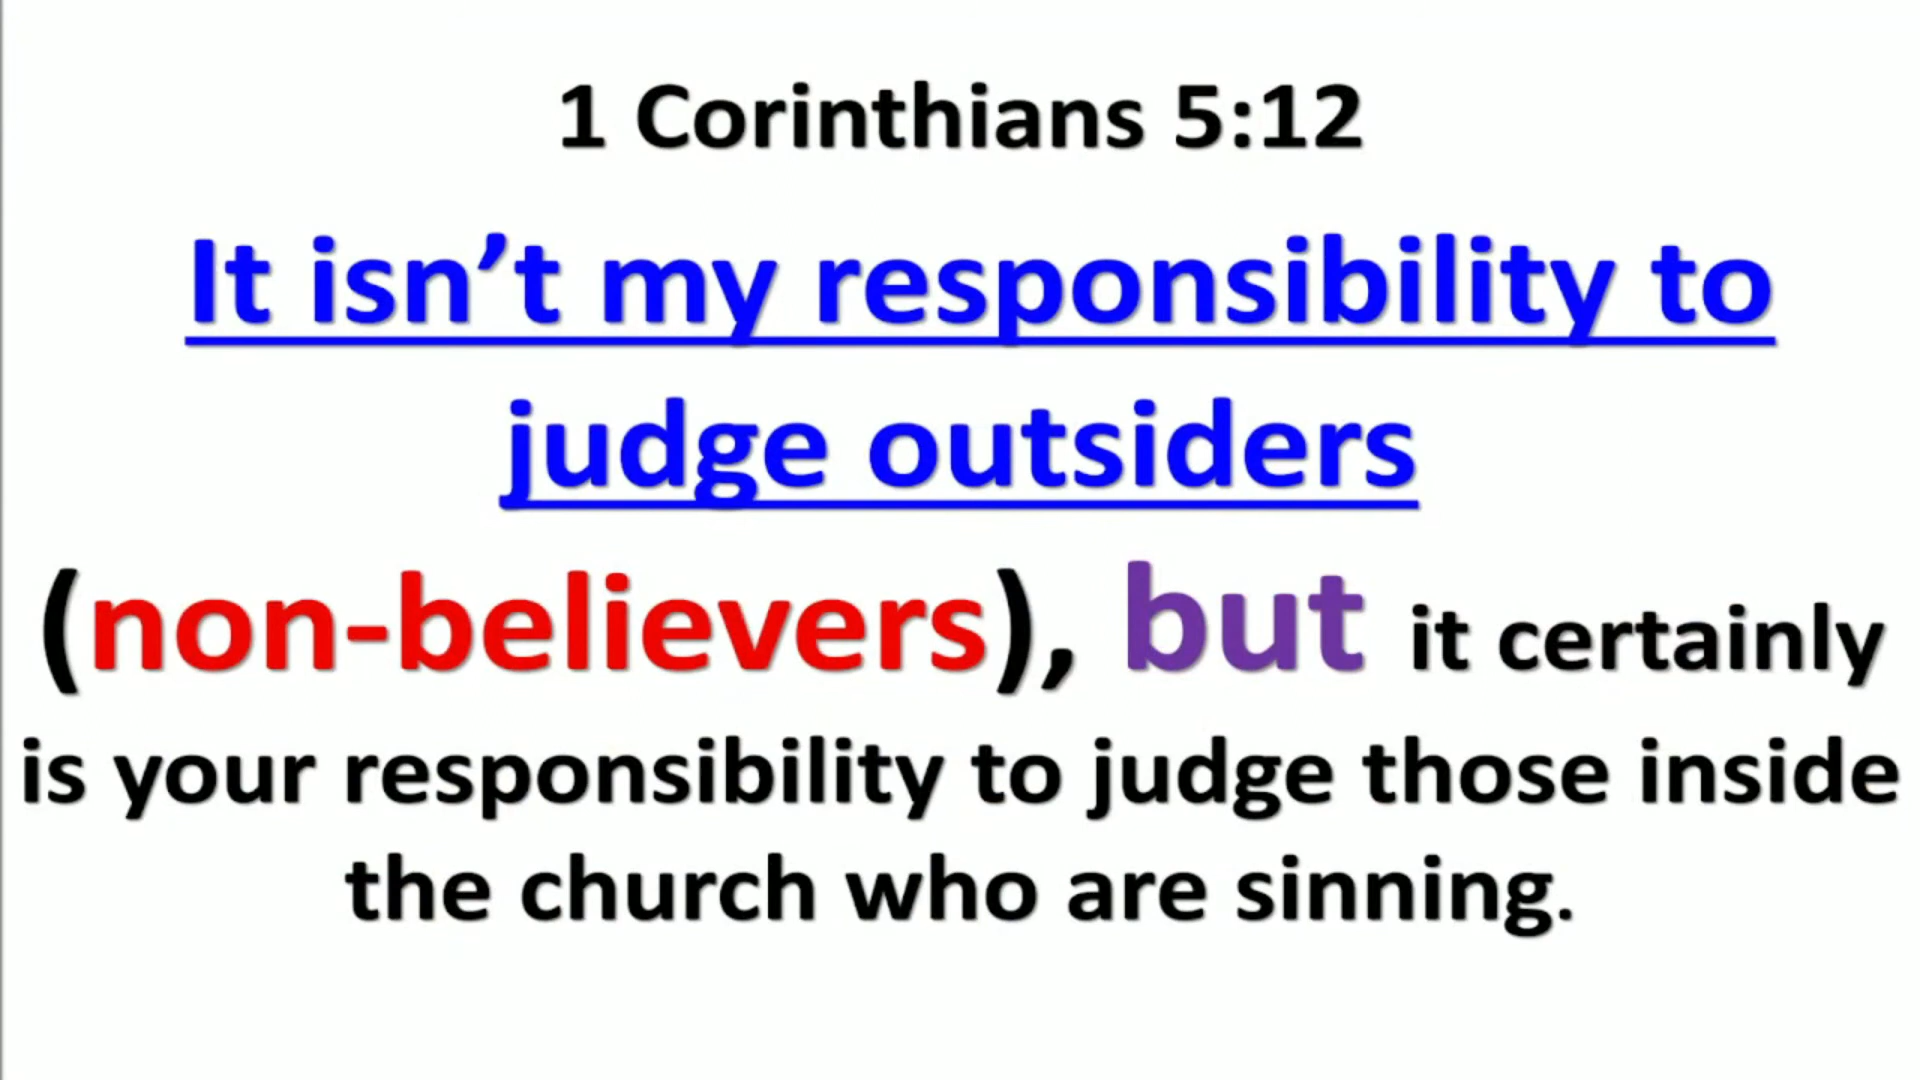 1 Corinthians 5:12
It isn’t my responsibility to
judge outsiders
(non-believers), but it certainly
is your responsibility to judge those inside
the church who are sinning.